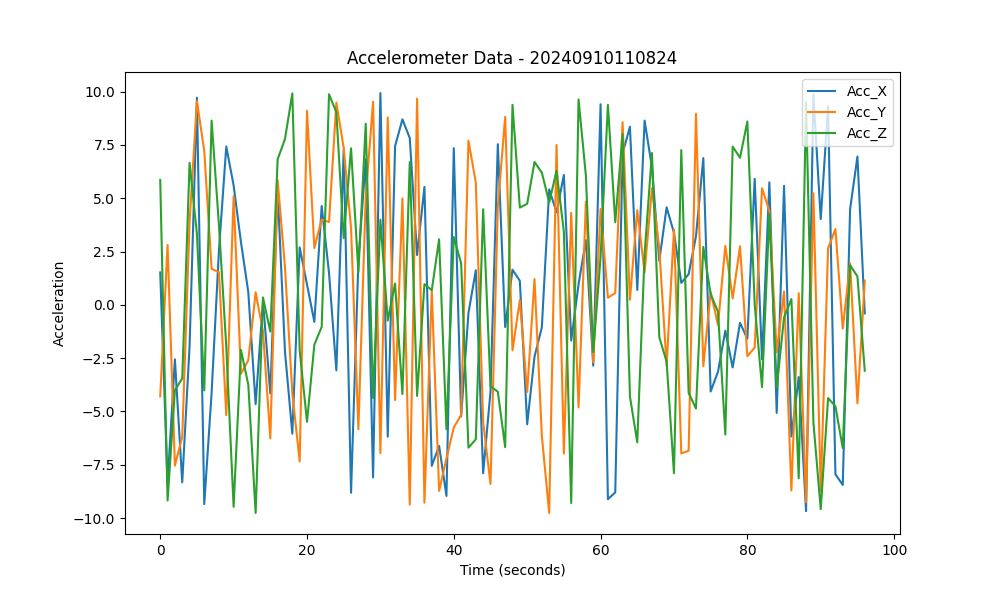 Accelerometer Data - 20240910110824
Acc_X
Acc_Y
Acc_Z
10.0
7.5
5.0
2.5
0.0
−2.5
−5.0
−7.5
−10.0
Acceleration
0 20 40 60 80 100
Time (seconds)